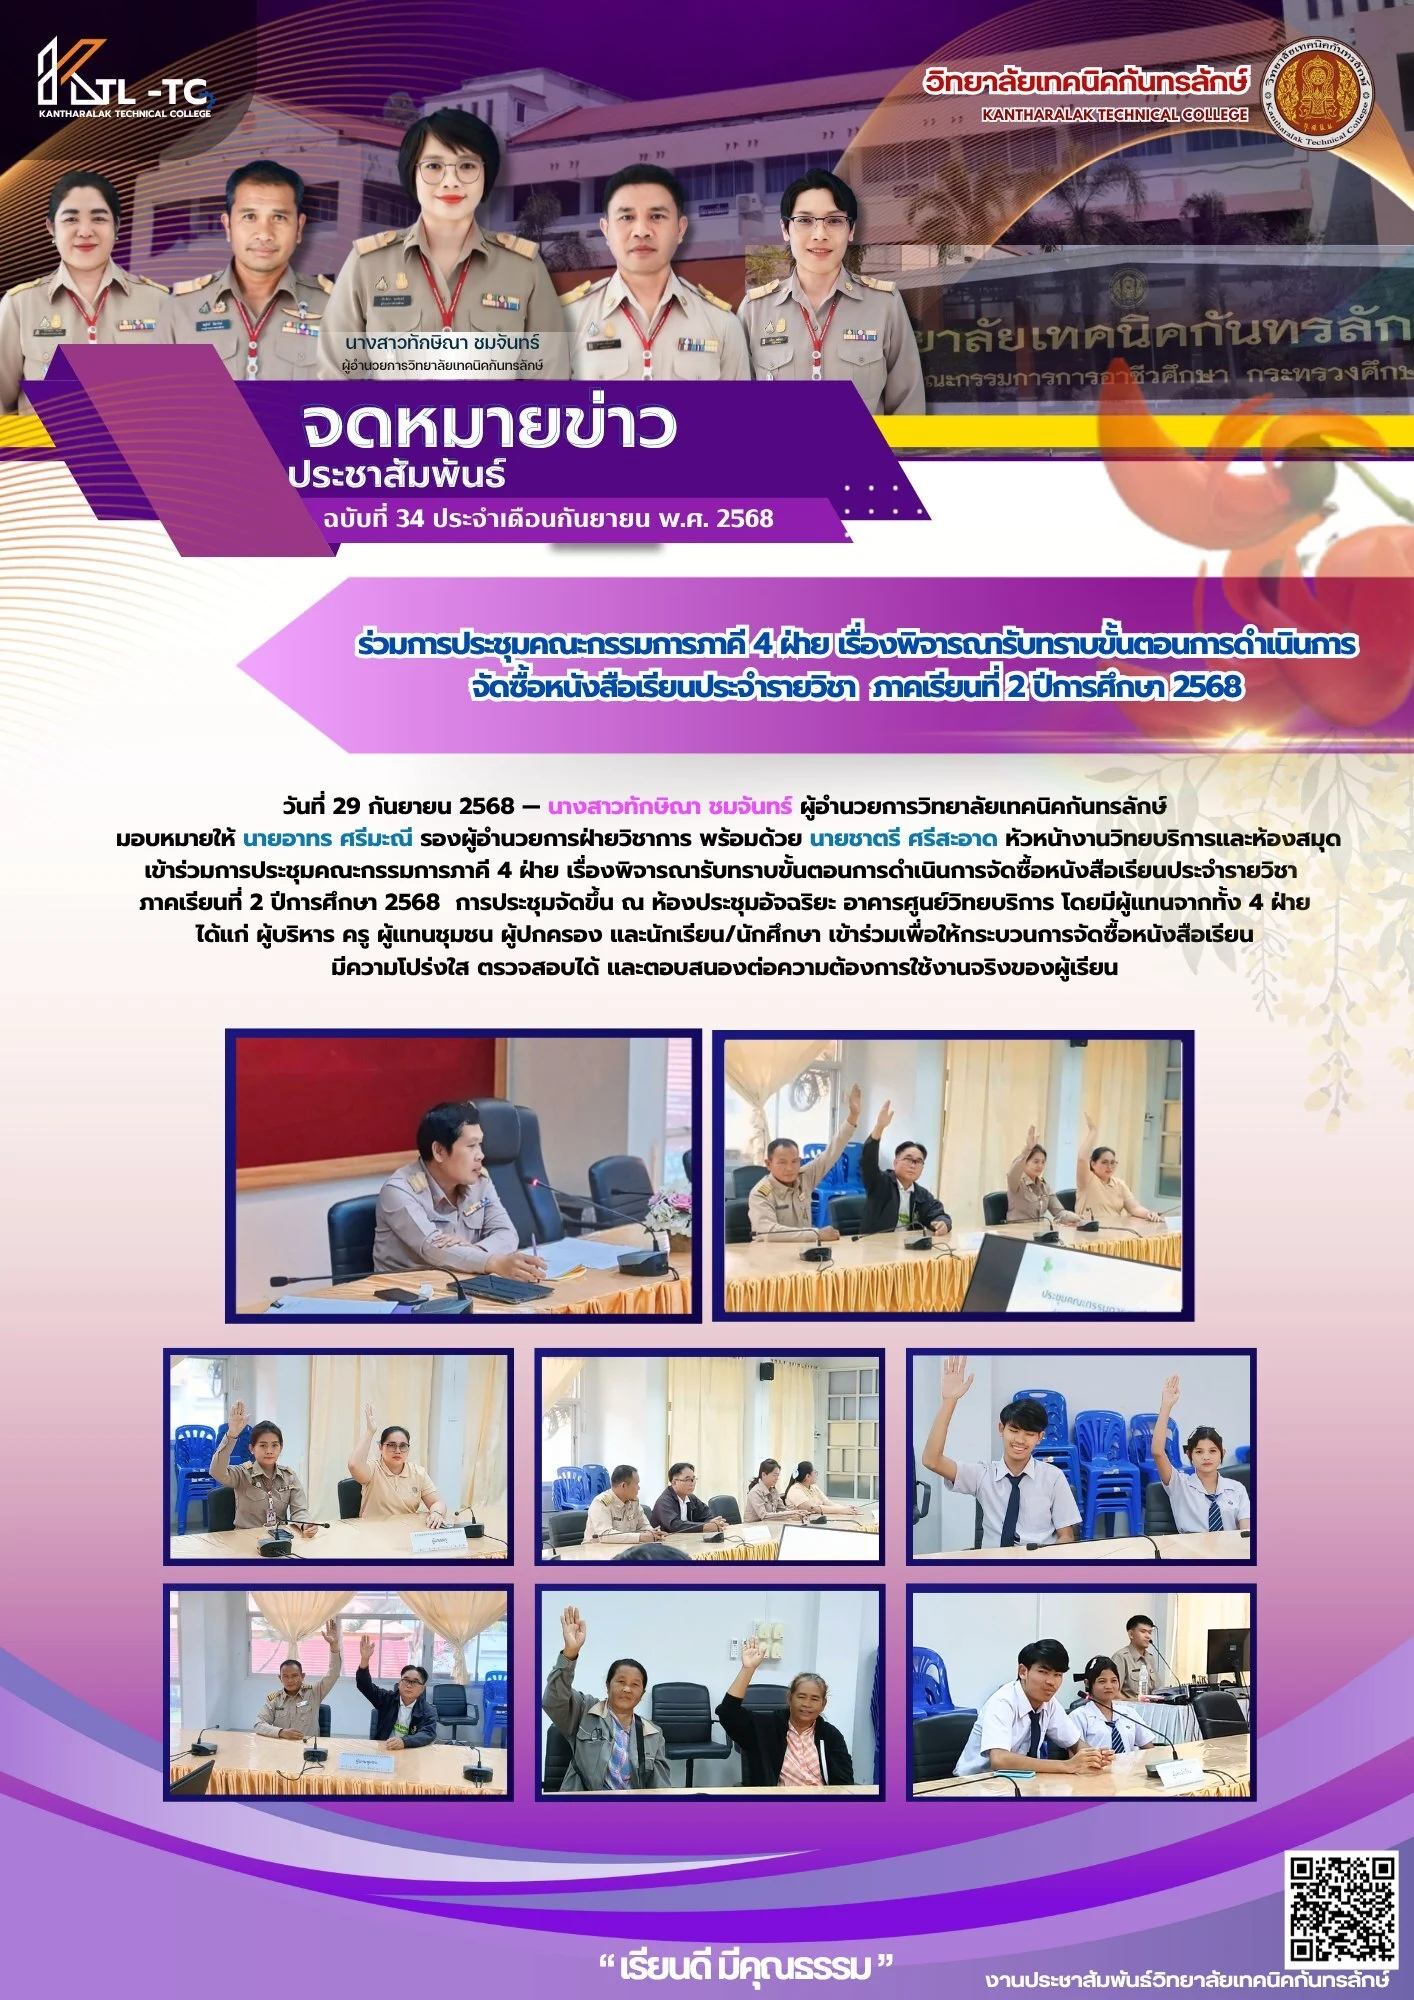 KTL -TC
KANTHARALAK TECHNICAL COLLEGE
วิทยาลัยเทคนิคกันทรลักษ์
KANTHARALAK TECHNICAL COLLEGE
วิทยาลัยเทคนิคกันทรลักษ์
Kantharalak Technical College
ยาลัยเทคนิคกันทรลัก
ณะกรรมการการอาชีวศึกษา กระทรวงศึกษ
นางสาวทักษิณา ชมจันทร์
ผู้อำนวยการวิทยาลัยเทคนิคกันทรลักษ์
จดหมายข่าว
ประชาสัมพันธ์
ฉบับที่ 34 ประจำเดือนกันยายน พ.ศ. 2568
ร่วมการประชุมคณะกรรมการภาคี 4 ฝ่าย เรื่องพิจารณารับทราบขั้นตอนการดำเนินการ
จัดซื้อหนังสือเรียนประจำรายวิชา ภาคเรียนที่ 2 ปีการศึกษา 2568
วันที่ 29 กันยายน 2568 — นางสาวทักษิณา ชมจันทร์ ผู้อำนวยการวิทยาลัยเทคนิคกันทรลักษ์
มอบหมายให้ นายอาทร ศรีมะณี รองผู้อำนวยการฝ่ายวิชาการ พร้อมด้วย นายชาตรี ศรีสะอาด หัวหน้างานวิทยบริการและห้องสมุด
เข้าร่วมการประชุมคณะกรรมการภาคี 4 ฝ่าย เรื่องพิจารณารับทราบขั้นตอนการดำเนินการจัดซื้อหนังสือเรียนประจำรายวิชา
ภาคเรียนที่ 2 ปีการศึกษา 2568 การประชุมจัดขึ้น ณ ห้องประชุมอัจฉริยะ อาคารศูนย์วิทยบริการ โดยมีผู้แทนจากทั้ง 4 ฝ่าย
ได้แก่ ผู้บริหาร ครู ผู้แทนชุมชน ผู้ปกครอง และนักเรียน/นักศึกษา เข้าร่วมเพื่อให้กระบวนการจัดซื้อหนังสือเรียน
มีความโปร่งใส ตรวจสอบได้ และตอบสนองต่อความต้องการใช้งานจริงของผู้เรียน
ประชุมคณะกรรมการ
“ เรียนดี มีคุณธรรม ”
งานประชาสัมพันธ์วิทยาลัยเทคนิคกันทรลักษ์